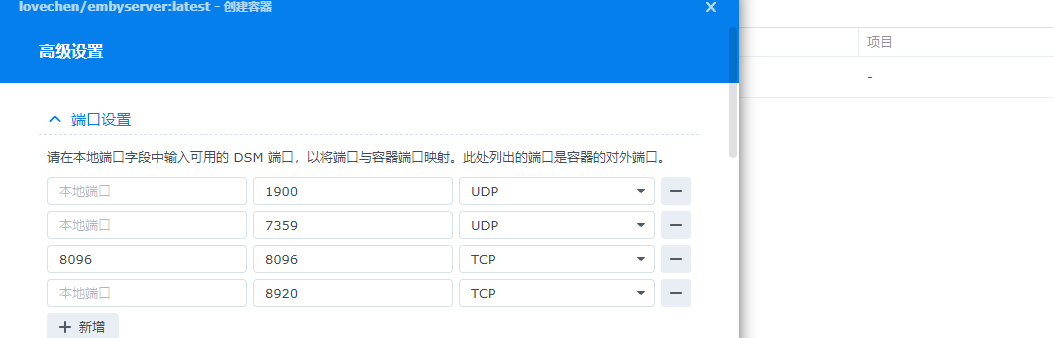 lovechen/embyserver:latest - 创建容器
高级设置
项目
-
端口设置
请在本地端口字段中输入可用的 DSM 端口，以将端口与容器端口映射。此处列出的端口是容器的对外端口。
本地端口 1900 UDP
本地端口 7359 UDP
8096 8096 TCP
本地端口 8920 TCP
新增